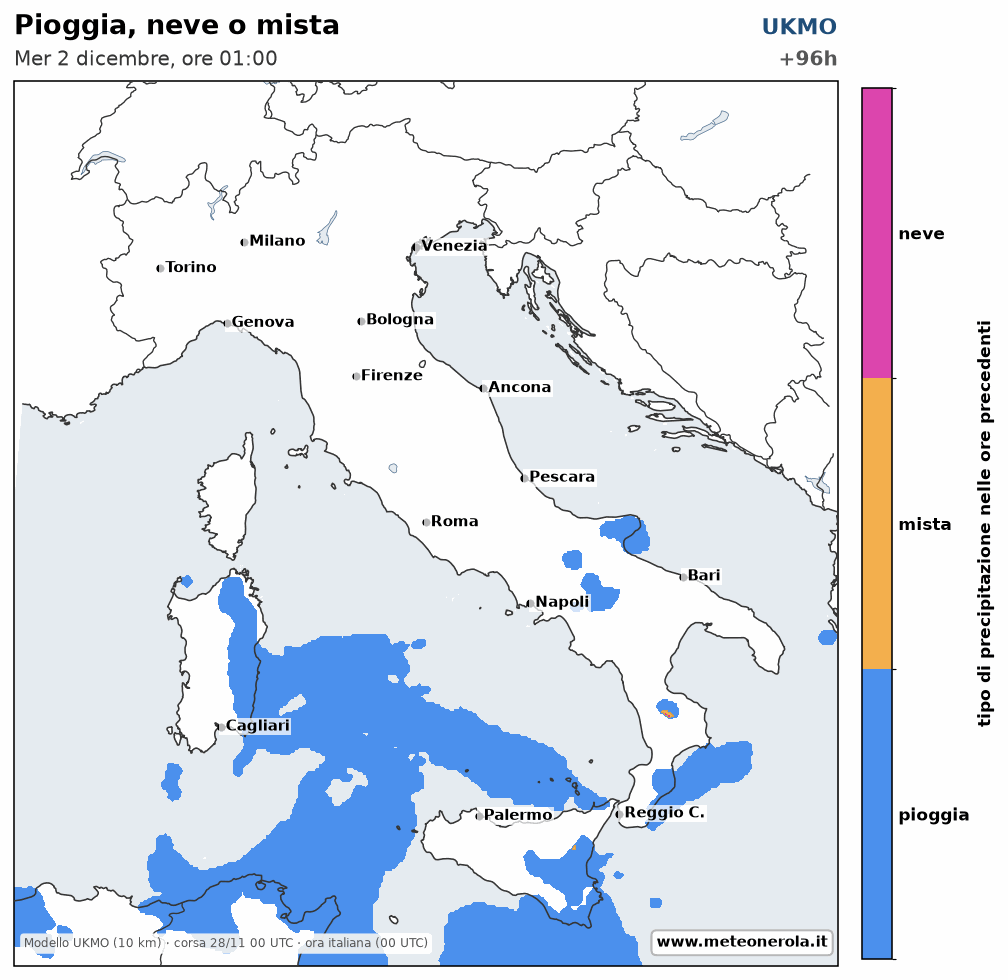 Pioggia, neve o mista
UKMO
Mer 2 dicembre, ore 01:00
+96h
neve
Milano
Venezia
Torino
Genova
Bologna
Firenze
Ancona
Pescara
mista
Roma
Bari
Napoli
tipo di precipitazione nelle ore precedenti
Cagliari
Palermo
Reggio C.
pioggia
Modello UKMO (10 km) · corsa 28/11 00 UTC · ora italiana (00 UTC)
www.meteonerola.it